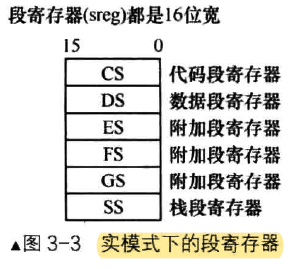 段寄存器(sreg)都是16位宽
15 0
CS 代码段寄存器
DS 数据段寄存器
ES 附加段寄存器
FS 附加段寄存器
GS 附加段寄存器
SS 栈段寄存器
▲图 3-3 实模式下的段寄存器